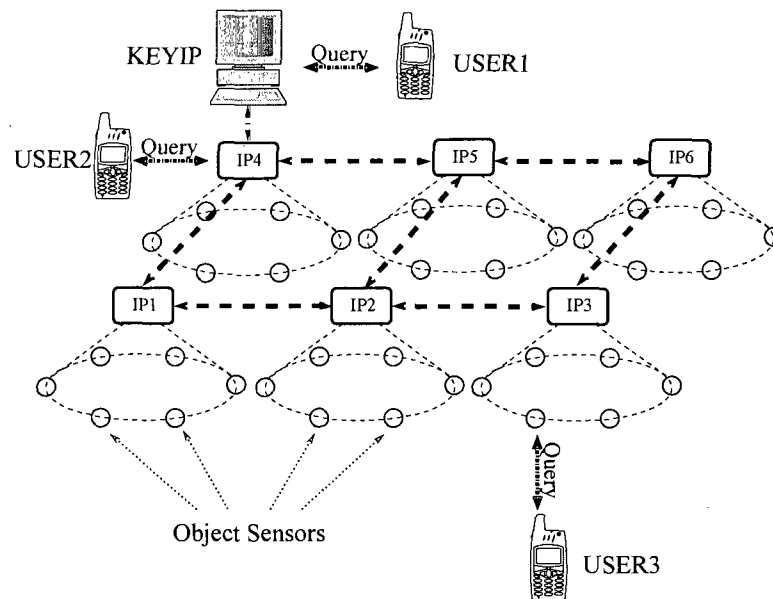 KEYIP
Query
USER1
USER2
Query
IP4
IP5
IP6
IP1
IP2
IP3
Query
Object Sensors
USER3